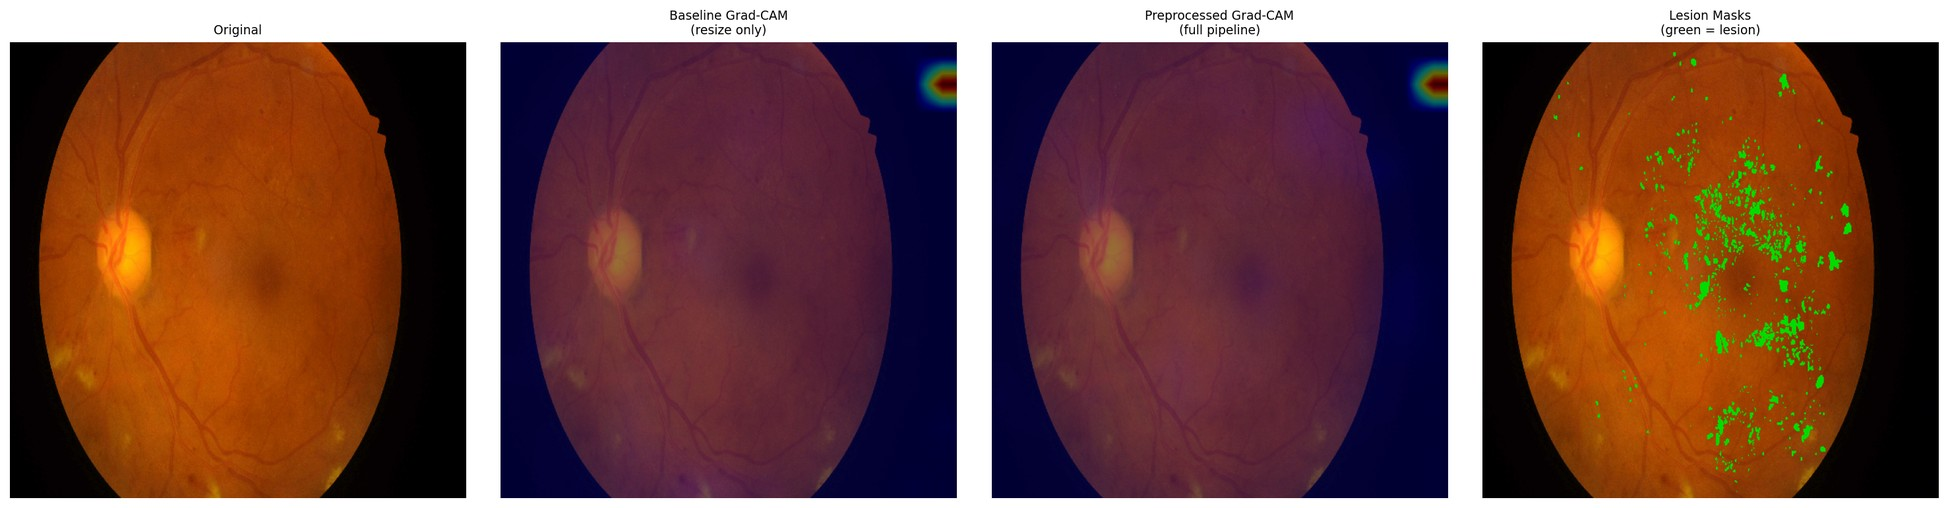 Original
Baseline Grad-CAM
(resize only)
Preprocessed Grad-CAM
(full pipeline)
Lesion Masks
(green = lesion)